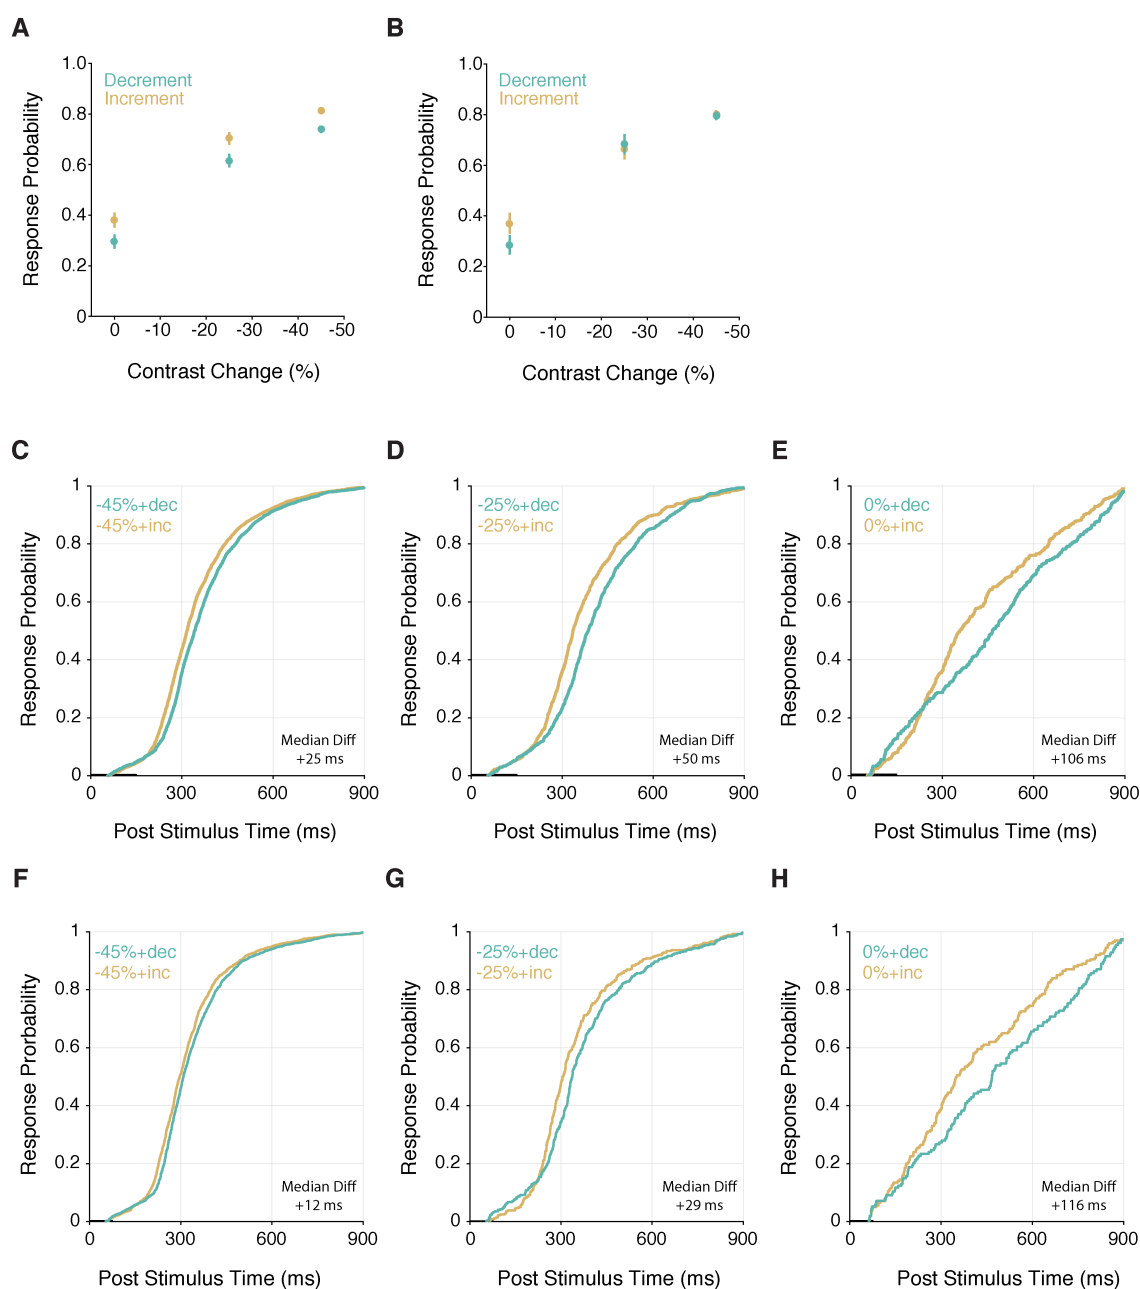 A
B
1.0
0.8
0.6
0.4
0.2
0
Response Probability
Decrement
Increment
0 -10 -20 -30 -40 -50
Contrast Change (%)
1.0
0.8
0.6
0.4
0.2
0
Response Probability
Decrement
Increment
0 -10 -20 -30 -40 -50
Contrast Change (%)
C
1
0.8
0.6
0.4
0.2
0
Response Probability
-45%+dec
-45%+inc
Median Diff
+25 ms
0 300 600 900
Post Stimulus Time (ms)
D
1
0.8
0.6
0.4
0.2
0
Response Probability
-25%+dec
-25%+inc
Median Diff
+50 ms
0 300 600 900
Post Stimulus Time (ms)
E
1
0.8
0.6
0.4
0.2
0
Response Probability
0%+dec
0%+inc
Median Diff
+106 ms
0 300 600 900
Post Stimulus Time (ms)
F
1
0.8
0.6
0.4
0.2
0
Response Prorbability
-45%+dec
-45%+inc
Median Diff
+12 ms
0 300 600 900
Post Stimulus Time (ms)
G
1
0.8
0.6
0.4
0.2
0
Response Probability
-25%+dec
-25%+inc
Median Diff
+29 ms
0 300 600 900
Post Stimulus Time (ms)
H
1
0.8
0.6
0.4
0.2
0
Response Probability
0%+dec
0%+inc
Median Diff
+116 ms
0 300 600 900
Post Stimulus Time (ms)